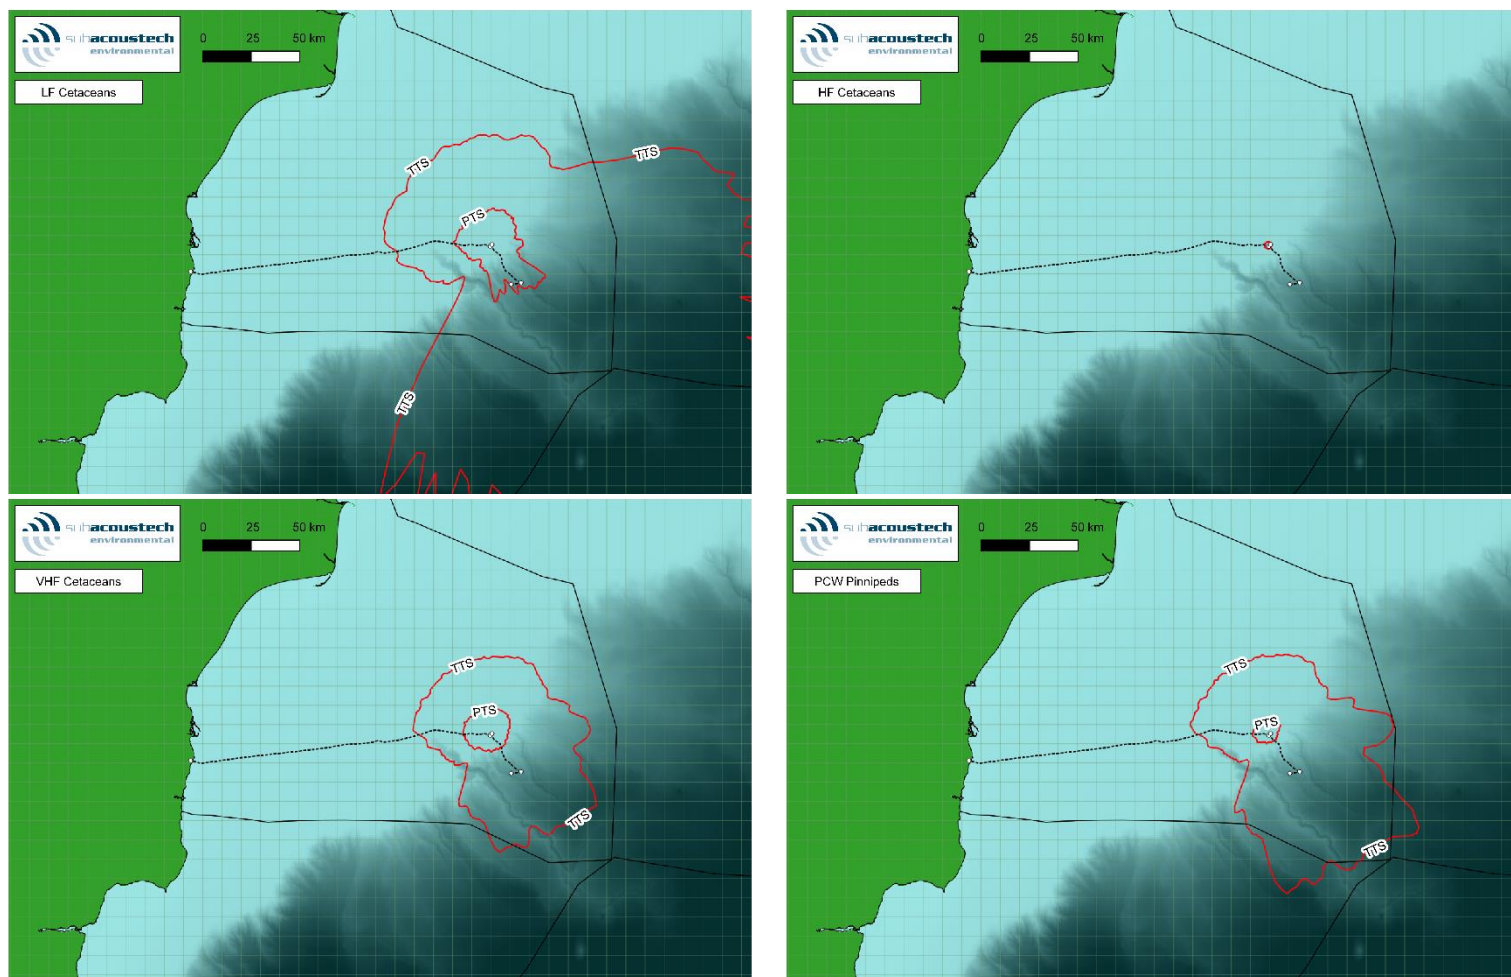 subacoustech
environmental
0 25 50 km
LF Cetaceans
TTS
TTS
PTS
TTS
subacoustech
environmental
0 25 50 km
HF Cetaceans
subacoustech
environmental
0 25 50 km
VHF Cetaceans
TTS
PTS
TTS
subacoustech
environmental
0 25 50 km
PCW Pinnipeds
TTS
PTS
TTS